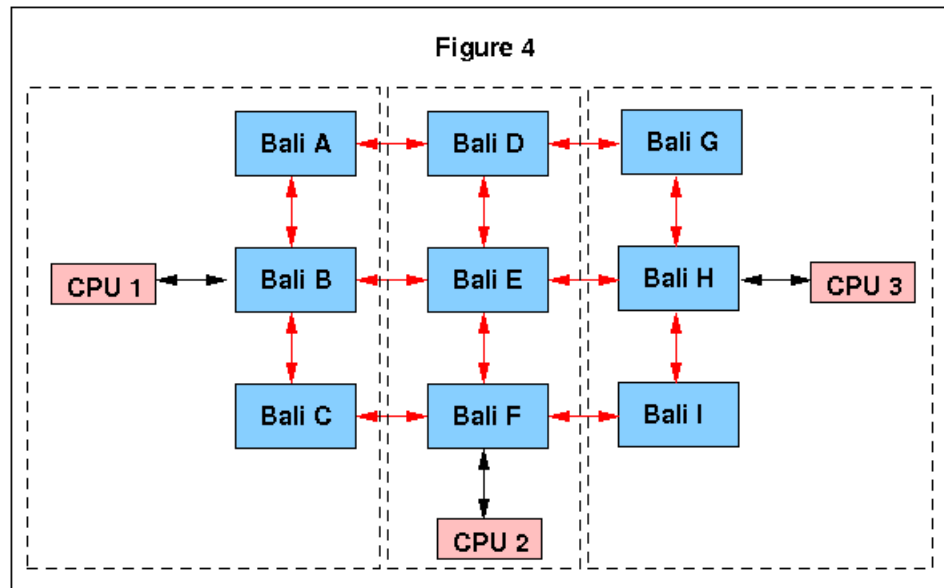 Figure 4
Bali A
Bali D
Bali G
CPU 1
Bali B
Bali E
Bali H
CPU 3
Bali C
Bali F
Bali I
CPU 2